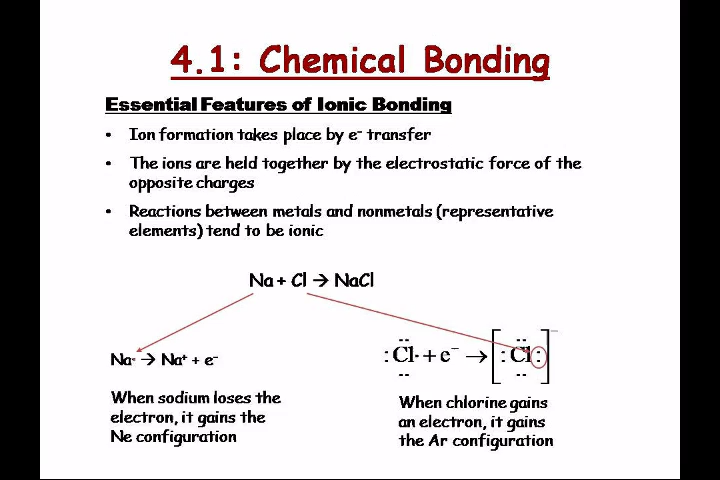 4.1: Chemical Bonding
Essential Features of Ionic Bonding
• Ion formation takes place by e⁻ transfer
• The ions are held together by the electrostatic force of the
opposite charges
• Reactions between metals and nonmetals (representative
elements) tend to be ionic
Na + Cl → NaCl
Na· → Na⁺ + e⁻
:Cl· + e⁻ → [:Cl:]⁻
When sodium loses the
electron, it gains the
Ne configuration
When chlorine gains
an electron, it gains
the Ar configuration